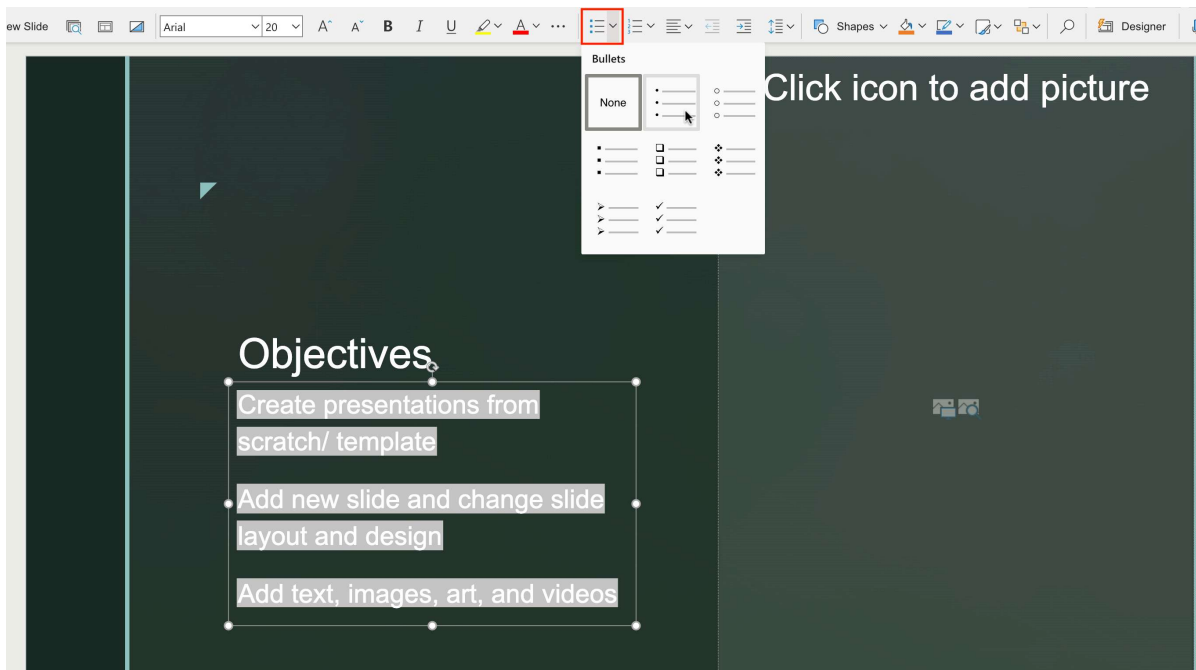 ew Slide
Arial
20
A
A
B
I
U
A
Shapes
Designer
Bullets
None
Click icon to add picture
Objectives
Create presentations from
scratch/ template
Add new slide and change slide
layout and design
Add text, images, art, and videos